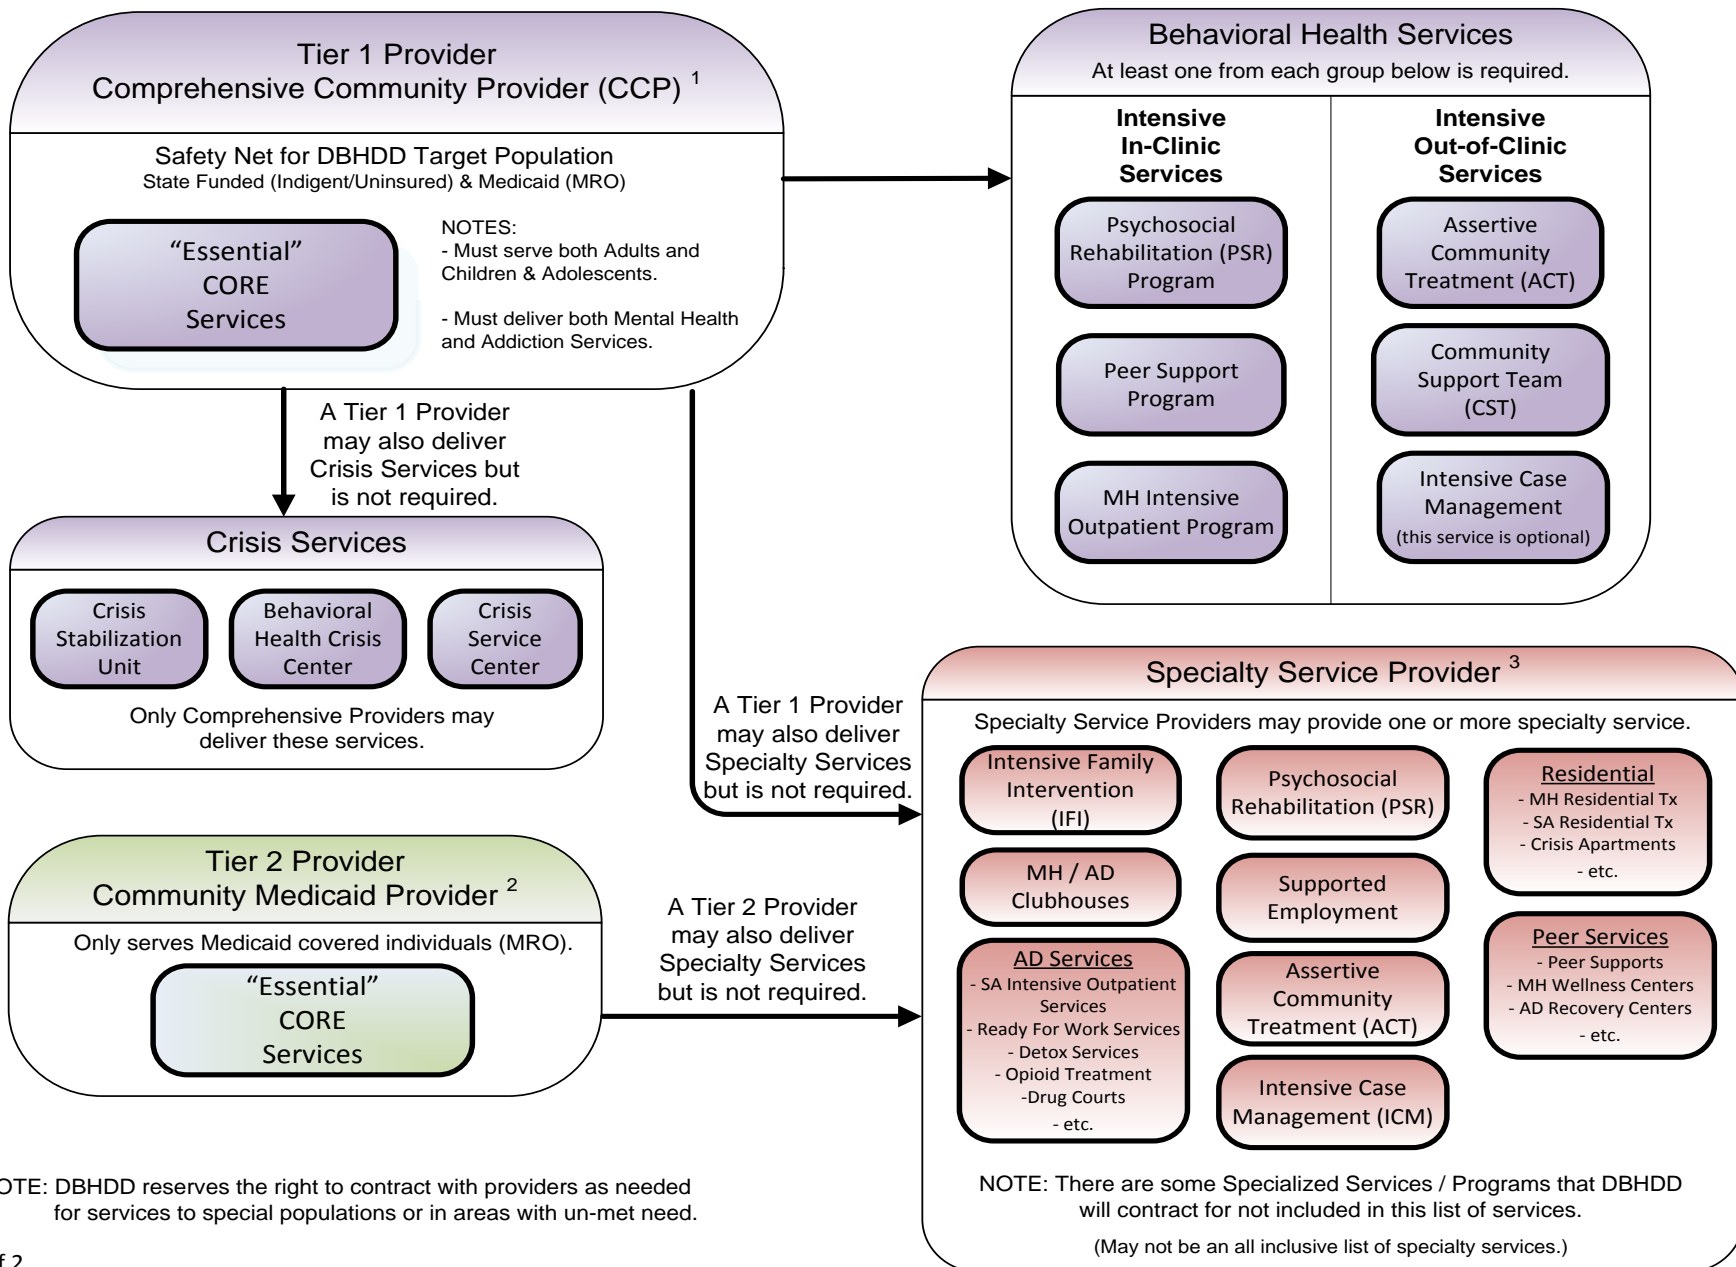 Tier 1 Provider
Comprehensive Community Provider (CCP) 1
Safety Net for DBHDD Target Population
State Funded (Indigent/Uninsured) & Medicaid (MRO)
“Essential”
CORE
Services
NOTES:
- Must serve both Adults and
Children & Adolescents.
- Must deliver both Mental Health
and Addiction Services.
Behavioral Health Services
At least one from each group below is required.
Intensive
In-Clinic
Services
Psychosocial
Rehabilitation (PSR)
Program
Peer Support
Program
MH Intensive
Outpatient Program
Intensive
Out-of-Clinic
Services
Assertive
Community
Treatment (ACT)
Community
Support Team
(CST)
Intensive Case
Management
(this service is optional)
A Tier 1 Provider
may also deliver
Crisis Services but
is not required.
Crisis Services
Crisis
Stabilization
Unit
Behavioral
Health Crisis
Center
Crisis
Service
Center
Only Comprehensive Providers may
deliver these services.
A Tier 1 Provider
may also deliver
Specialty Services
but is not required.
Tier 2 Provider
Community Medicaid Provider 2
Only serves Medicaid covered individuals (MRO).
“Essential”
CORE
Services
A Tier 2 Provider
may also deliver
Specialty Services
but is not required.
Specialty Service Provider 3
Specialty Service Providers may provide one or more specialty service.
Intensive Family
Intervention
(IFI)
MH / AD
Clubhouses
AD Services
- SA Intensive Outpatient
Services
- Ready For Work Services
- Detox Services
- Opioid Treatment
-Drug Courts
- etc.
Psychosocial
Rehabilitation (PSR)
Supported
Employment
Assertive
Community
Treatment (ACT)
Intensive Case
Management (ICM)
Residential
- MH Residential Tx
- SA Residential Tx
- Crisis Apartments
- etc.
Peer Services
- Peer Supports
- MH Wellness Centers
- AD Recovery Centers
- etc.
NOTE: There are some Specialized Services / Programs that DBHDD
will contract for not included in this list of services.
(May not be an all inclusive list of specialty services.)
OTE: DBHDD reserves the right to contract with providers as needed
for services to special populations or in areas with un-met need.
f 2